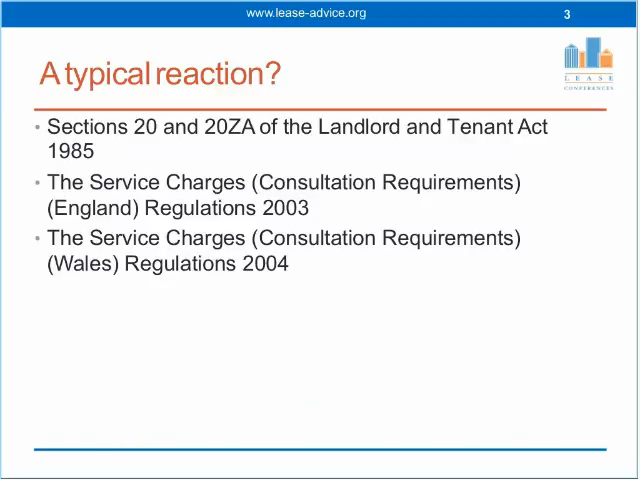 www.lease-advice.org
3
A typical reaction?
LEASE
CONFERENCES
• Sections 20 and 20ZA of the Landlord and Tenant Act
1985
• The Service Charges (Consultation Requirements)
(England) Regulations 2003
• The Service Charges (Consultation Requirements)
(Wales) Regulations 2004